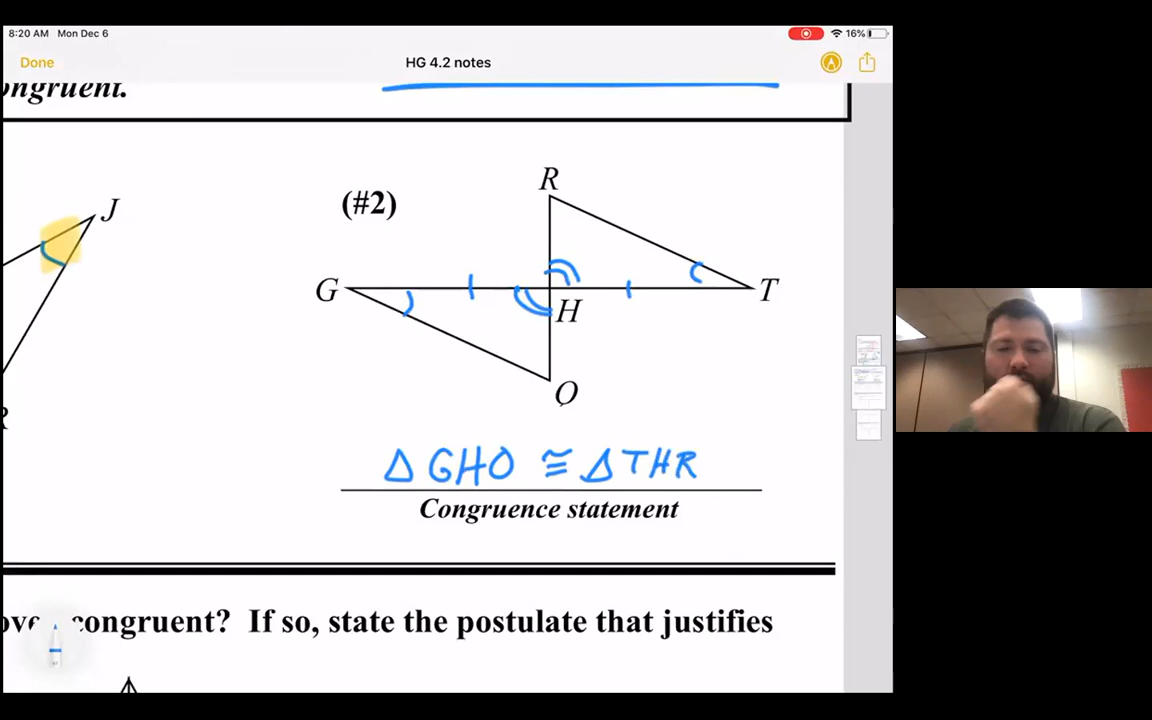 8:20 AM Mon Dec 6
16%
Done
HG 4.2 notes
ongruent.
J
R
(#2)
G
T
H
O
R
△ GHO ≅ △ THR
Congruence statement
ove congruent? If so, state the postulate that justifies